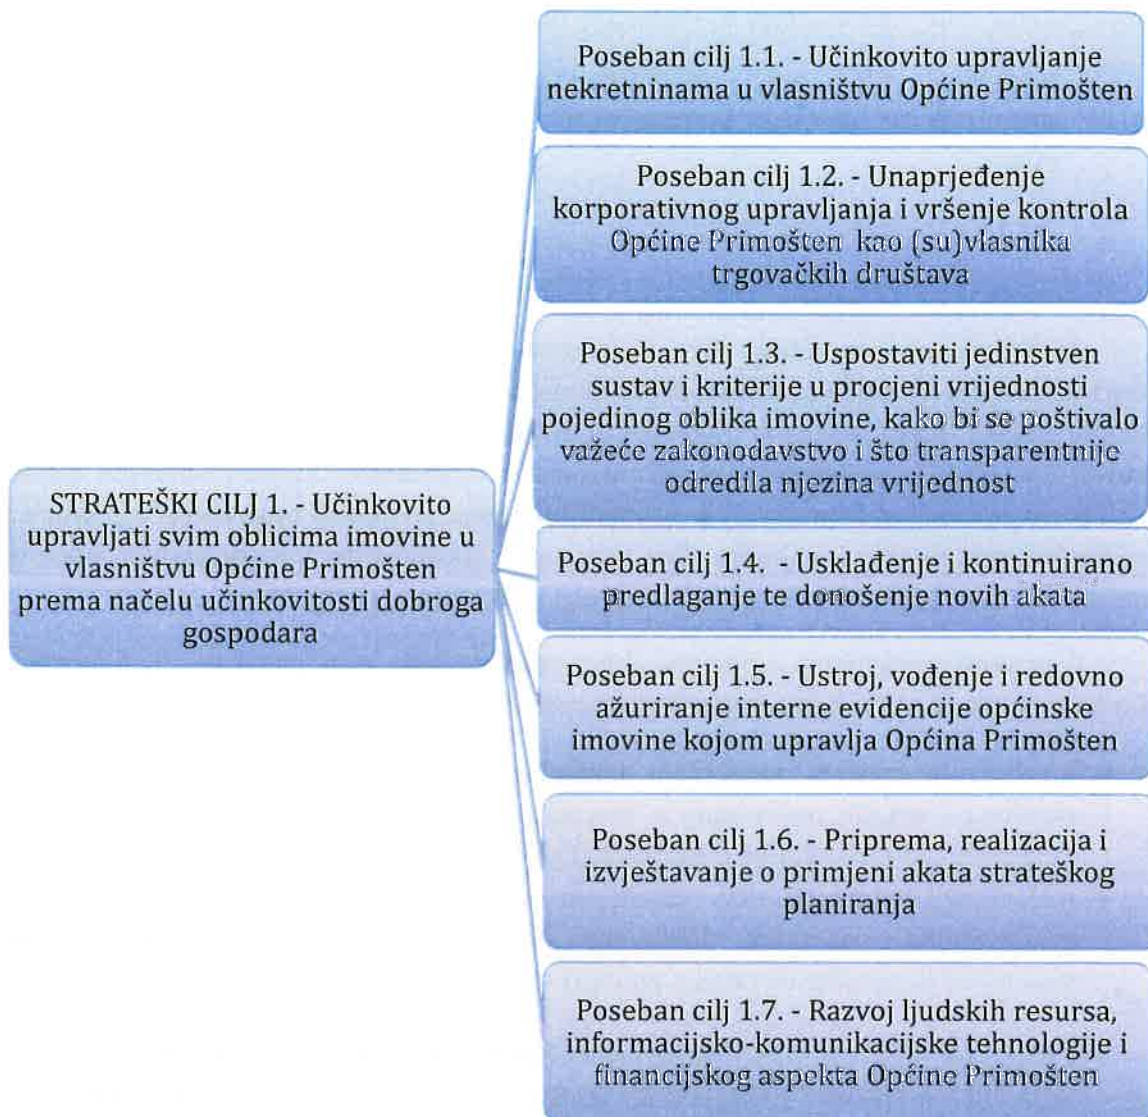 STRATEŠKI CILJ 1. - Učinkovito
upravljati svim oblicima imovine u
vlasništvu Općine Primošten
prema načelu učinkovitosti dobroga
gospodara
Poseban cilj 1.1. - Učinkovito upravljanje
nekretninama u vlasništvu Općine Primošten
Poseban cilj 1.2. - Unaprjeđenje
korporativnog upravljanja i vršenje kontrola
Općine Primošten kao (su)vlasnika
trgovačkih društava
Poseban cilj 1.3. - Uspostaviti jedinstven
sustav i kriterije u procjeni vrijednosti
pojedinog oblika imovine, kako bi se poštivalo
važeće zakonodavstvo i što transparentnije
odredila njezina vrijednost
Poseban cilj 1.4. - Usklađenje i kontinuirano
predlaganje te donošenje novih akata
Poseban cilj 1.5. - Ustroj, vođenje i redovno
ažuriranje interne evidencije općinske
imovine kojom upravlja Općina Primošten
Poseban cilj 1.6. - Priprema, realizacija i
izvještavanje o primjeni akata strateškog
planiranja
Poseban cilj 1.7. - Razvoj ljudskih resursa,
informacijsko-komunikacijske tehnologije i
financijskog aspekta Općine Primošten